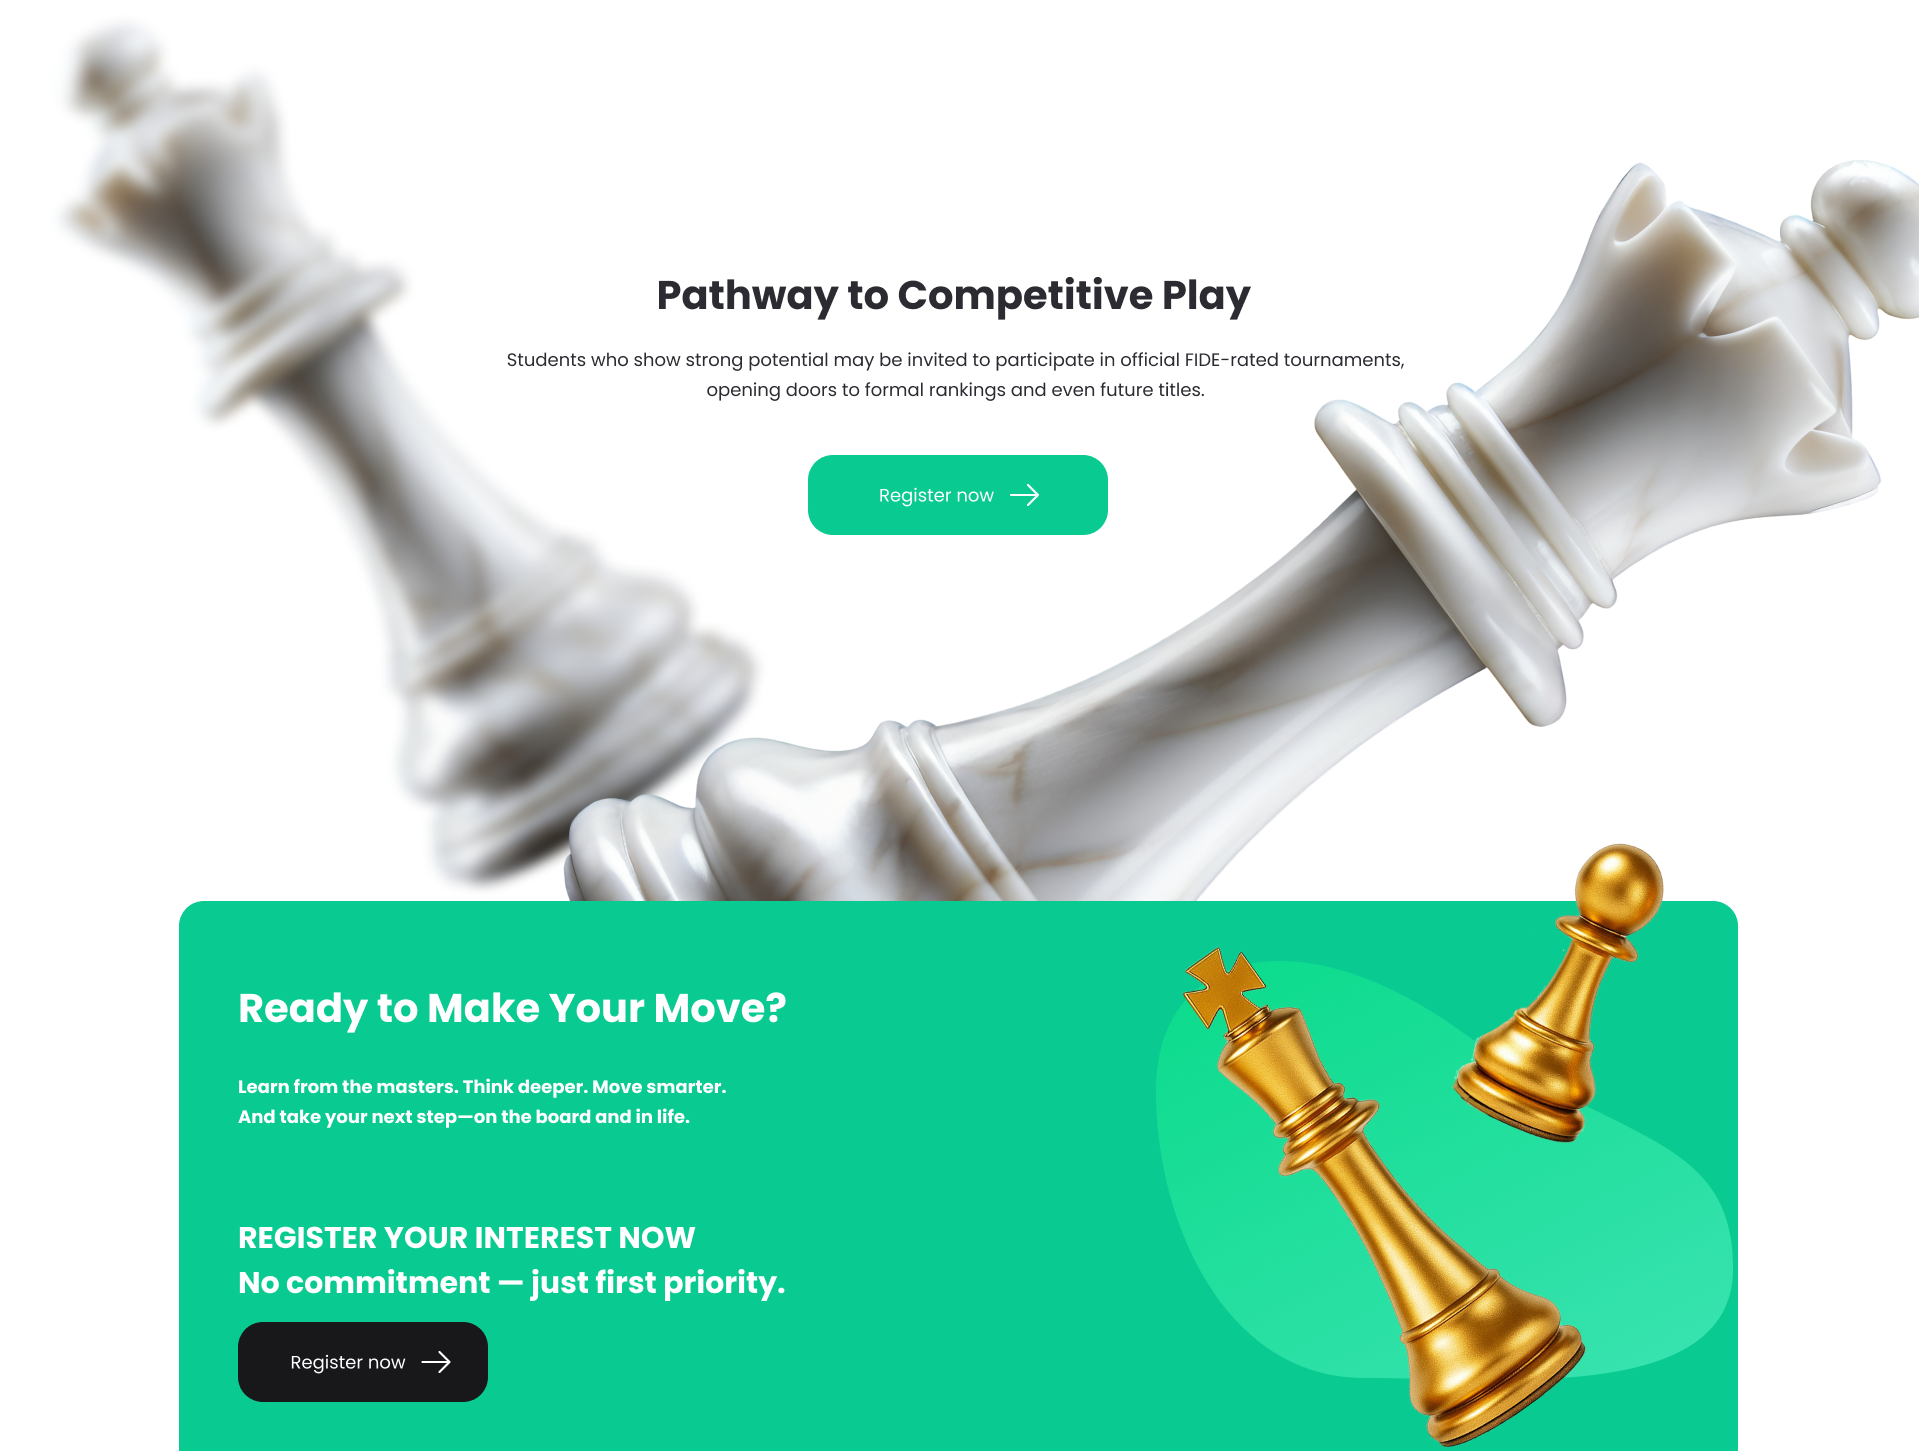 Pathway to Competitive Play
Students who show strong potential may be invited to participate in official FIDE-rated tournaments,
opening doors to formal rankings and even future titles.
Register now
Ready to Make Your Move?
Learn from the masters. Think deeper. Move smarter.
And take your next step—on the board and in life.
REGISTER YOUR INTEREST NOW
No commitment — just first priority.
Register now